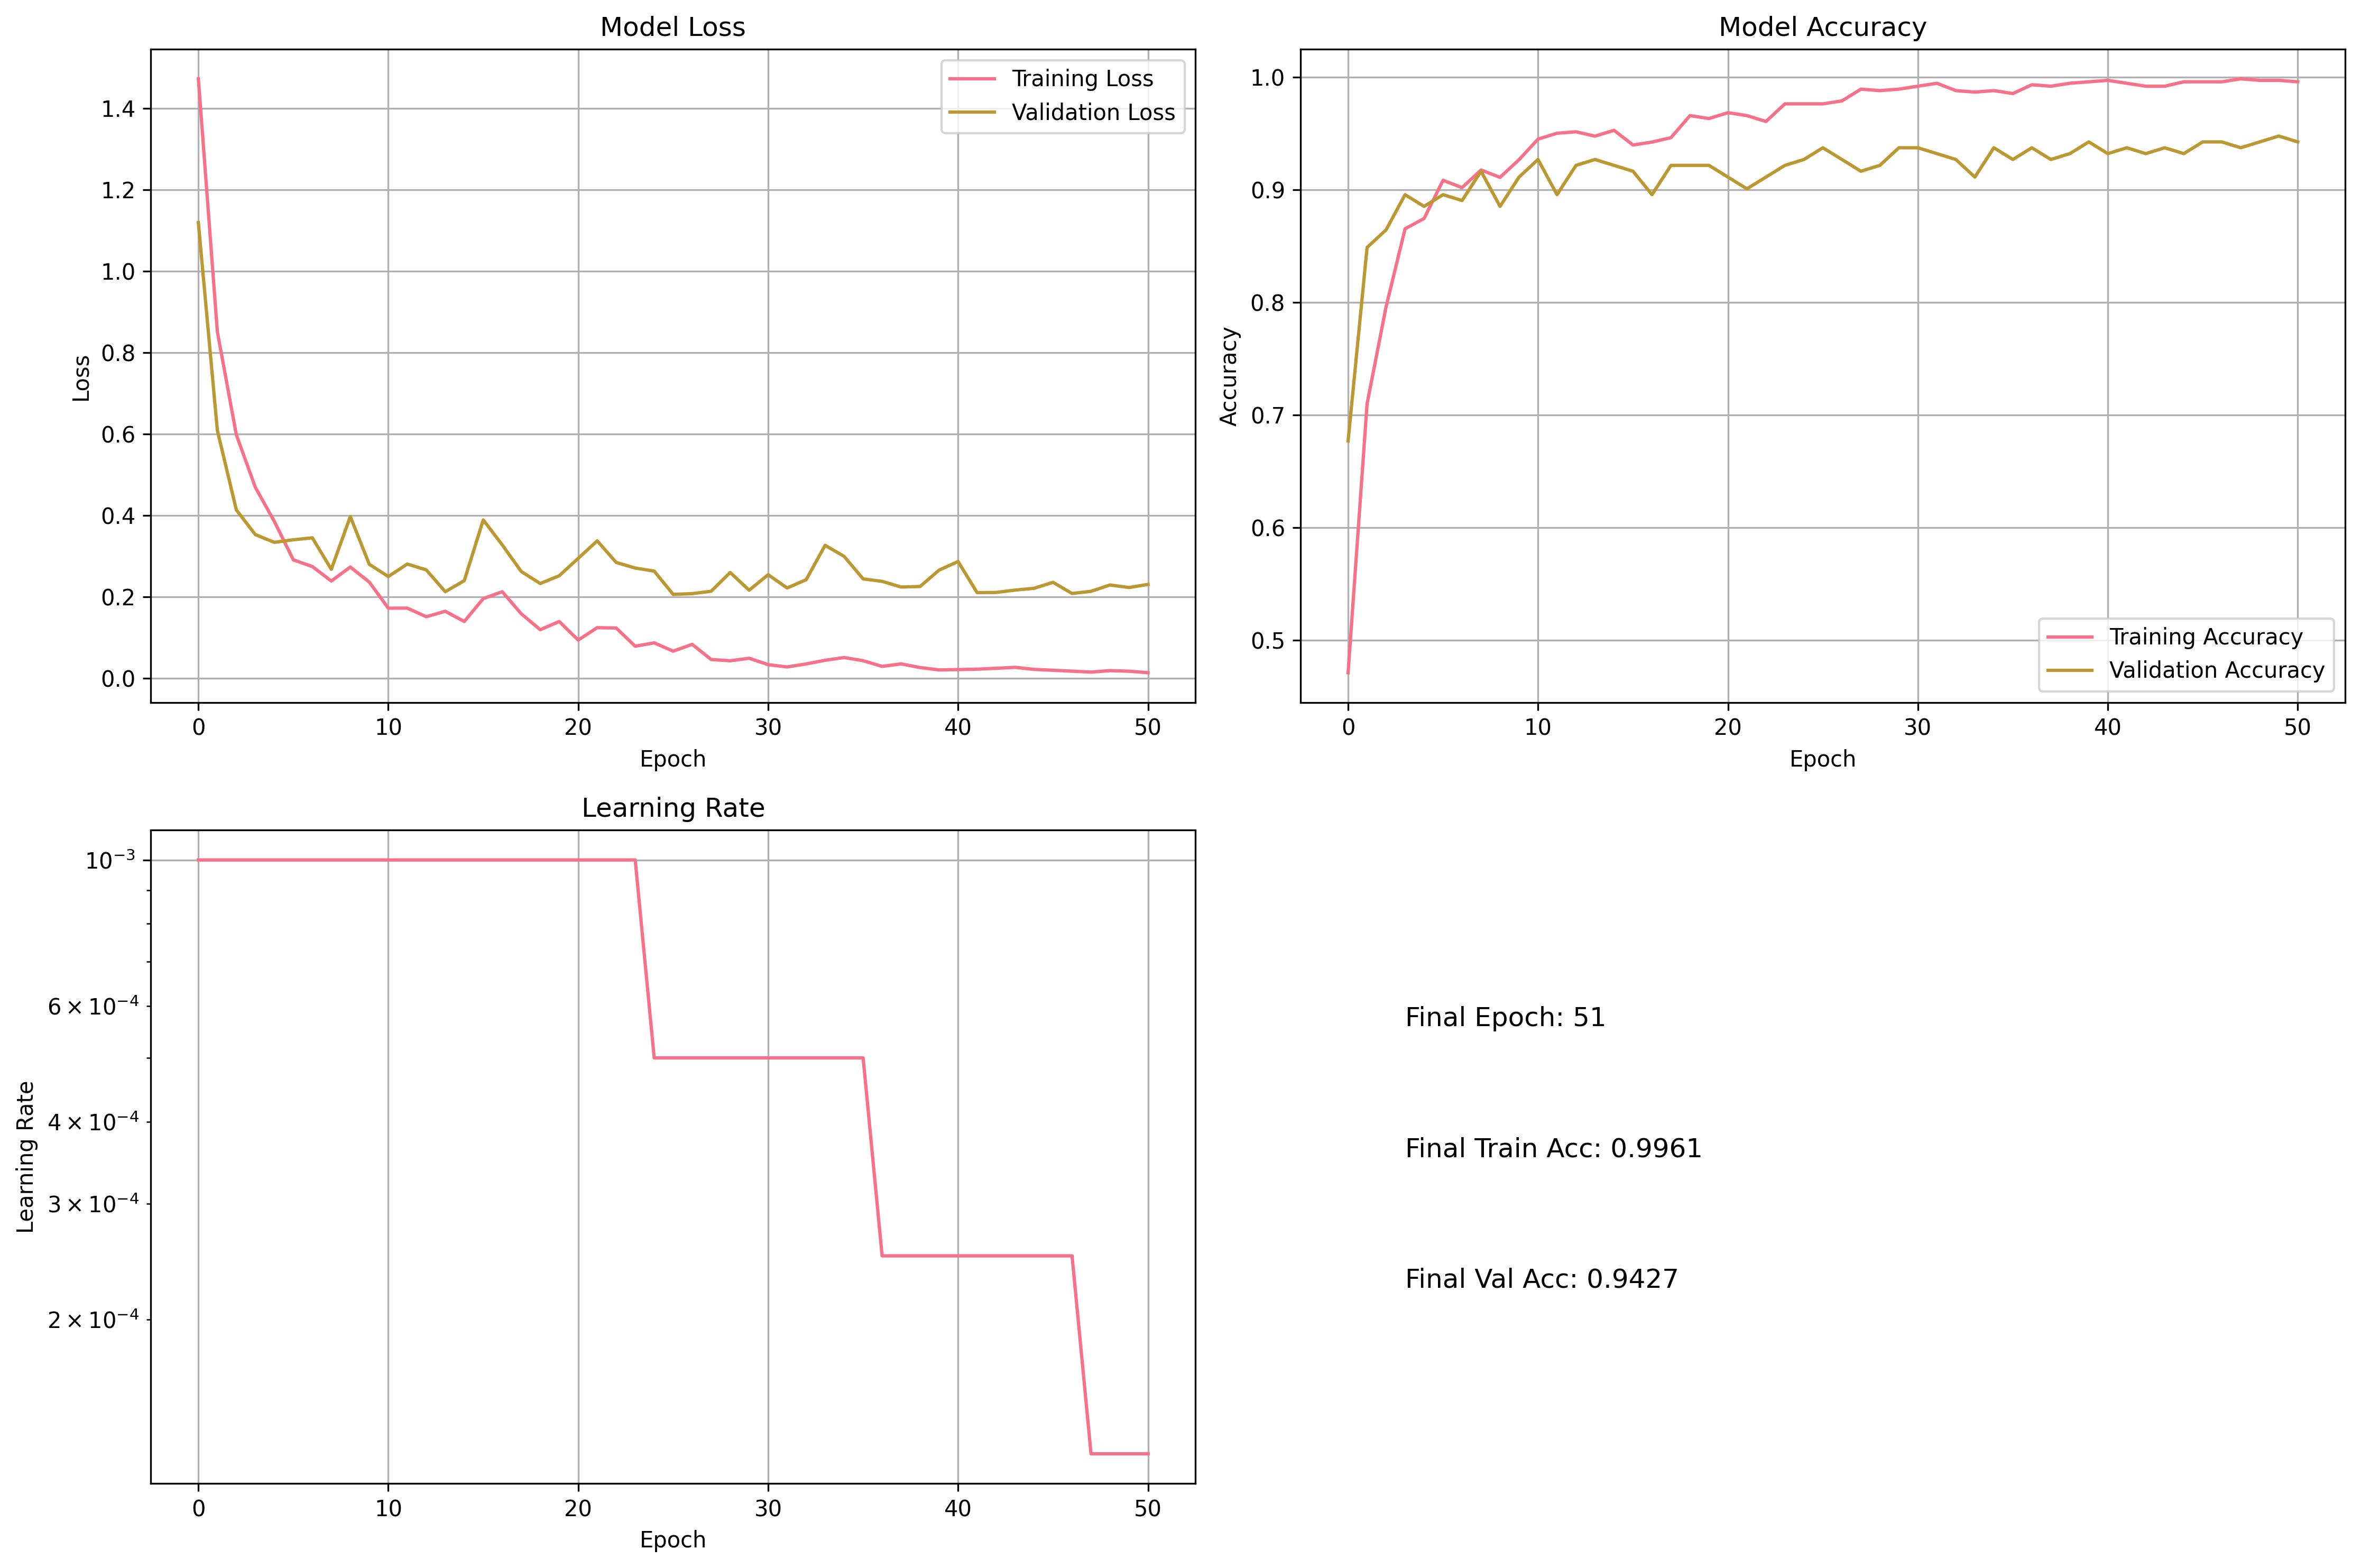 Model Loss
Training Loss
Validation Loss
1.4
1.2
1.0
0.8
0.6
0.4
0.2
0.0
Loss
0
10
20
30
40
50
Epoch
Model Accuracy
1.0
0.9
0.8
0.7
0.6
0.5
Accuracy
Training Accuracy
Validation Accuracy
0
10
20
30
40
50
Epoch
Learning Rate
10⁻³
6 × 10⁻⁴
4 × 10⁻⁴
3 × 10⁻⁴
2 × 10⁻⁴
Learning Rate
0
10
20
30
40
50
Epoch
Final Epoch: 51
Final Train Acc: 0.9961
Final Val Acc: 0.9427